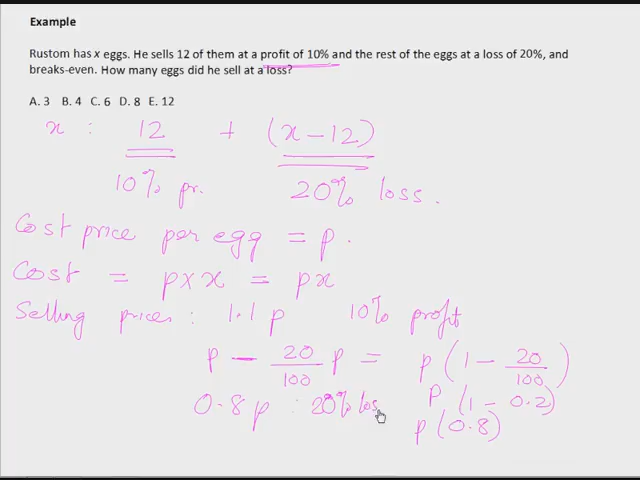 Example
Rustom has x eggs. He sells 12 of them at a profit of 10% and the rest of the eggs at a loss of 20%, and
breaks-even. How many eggs did he sell at a loss?
A. 3 B. 4 C. 6 D. 8 E. 12
x : 12 + (x - 12)
10% pr. 20% loss.
Cost price per egg = p.
Cost = p x x = px
Selling prices : 1.1 p 10% profit
p - 20/100 p = p (1 - 20/100)
p (1 - 0.2)
0.8 p : 20% los
p (0.8)